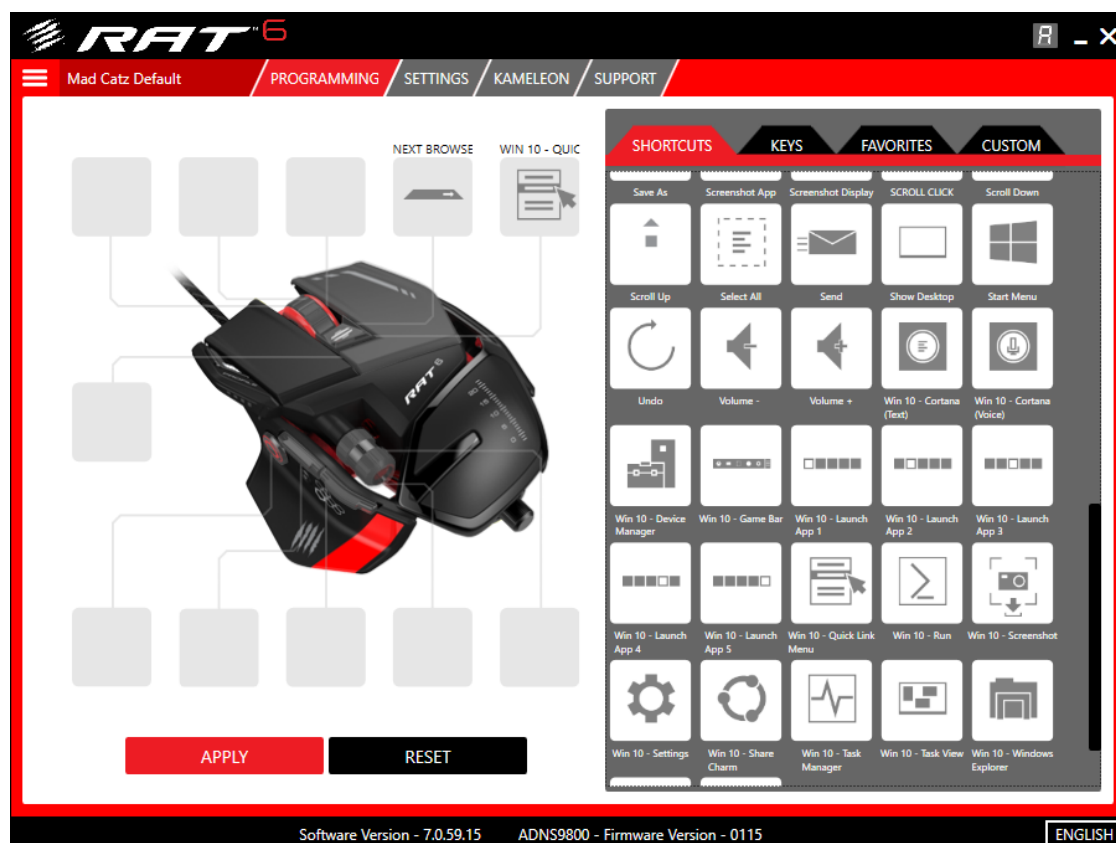 RAT™6
A
Mad Catz Default
PROGRAMMING
SETTINGS
KAMELEON
SUPPORT
NEXT BROWSE
WIN 10 - QUIC
SHORTCUTS
KEYS
FAVORITES
CUSTOM
Save As
Screenshot App
Screenshot Display
SCROLL CLICK
Scroll Down
Scroll Up
Select All
Send
Show Desktop
Start Menu
Undo
Volume -
Volume +
Win 10 - Cortana
(Text)
Win 10 - Cortana
(Voice)
Win 10 - Device
Manager
Win 10 - Game Bar
Win 10 - Launch
App 1
Win 10 - Launch
App 2
Win 10 - Launch
App 3
Win 10 - Launch
App 4
Win 10 - Launch
App 5
Win 10 - Quick Link
Menu
Win 10 - Run
Win 10 - Screenshot
Win 10 - Settings
Win 10 - Share
Charm
Win 10 - Task
Manager
Win 10 - Task View
Win 10 - Windows
Explorer
RAT 6
APPLY
RESET
Software Version - 7.0.59.15
ADNS9800 - Firmware Version - 0115
ENGLISH